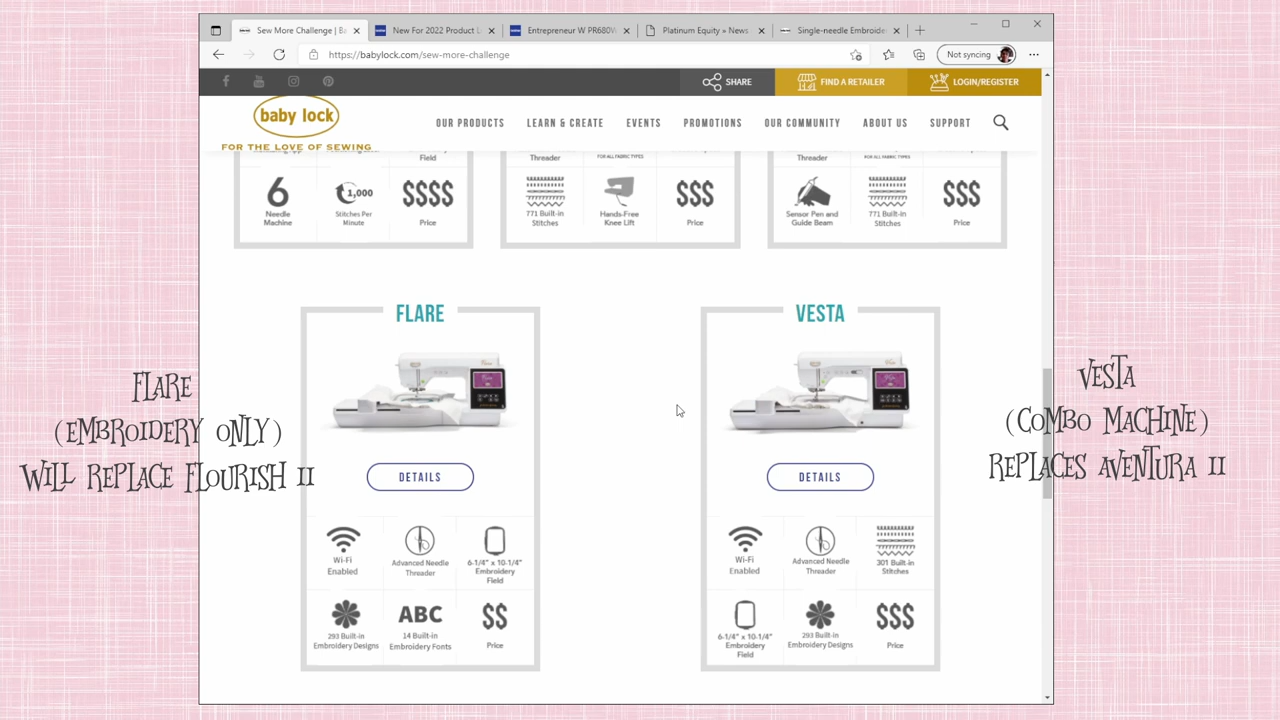 Sew More Challenge | Ba
New For 2022 Product Li
Entrepreneur W PR680W
Platinum Equity » News
Single-needle Embroide
https://babylock.com/sew-more-challenge
Not syncing
SHARE
FIND A RETAILER
LOGIN/REGISTER
baby lock
FOR THE LOVE OF SEWING
OUR PRODUCTS
LEARN & CREATE
EVENTS
PROMOTIONS
OUR COMMUNITY
ABOUT US
SUPPORT
Field
Threader
FOR ALL FABRIC TYPES
Threader
FOR ALL FABRIC TYPES
6
Needle
Machine
1,000
Stitches Per
Minute
$$$$
Price
771 Built-in
Stitches
Hands-Free
Knee Lift
$$$
Price
Sensor Pen and
Guide Beam
771 Built-In
Stitches
$$$
Price
FLARE
(EMBROIDERY ONLY)
WILL REPLACE FLOURISH II
FLARE
DETAILS
Wi-Fi
Enabled
Advanced Needle
Threader
6-1/4" x 10-1/4"
Embroidery
Field
293 Built-in
Embroidery Designs
ABC
14 Built-in
Embroidery Fonts
$$
Price
VESTA
DETAILS
Wi-Fi
Enabled
Advanced Needle
Threader
301 Built-in
Stitches
6-1/4" x 10-1/4"
Embroidery
Field
293 Built-in
Embroidery Designs
$$$
Price
VESTA
(COMBO MACHINE)
REPLACES AVENTURA II